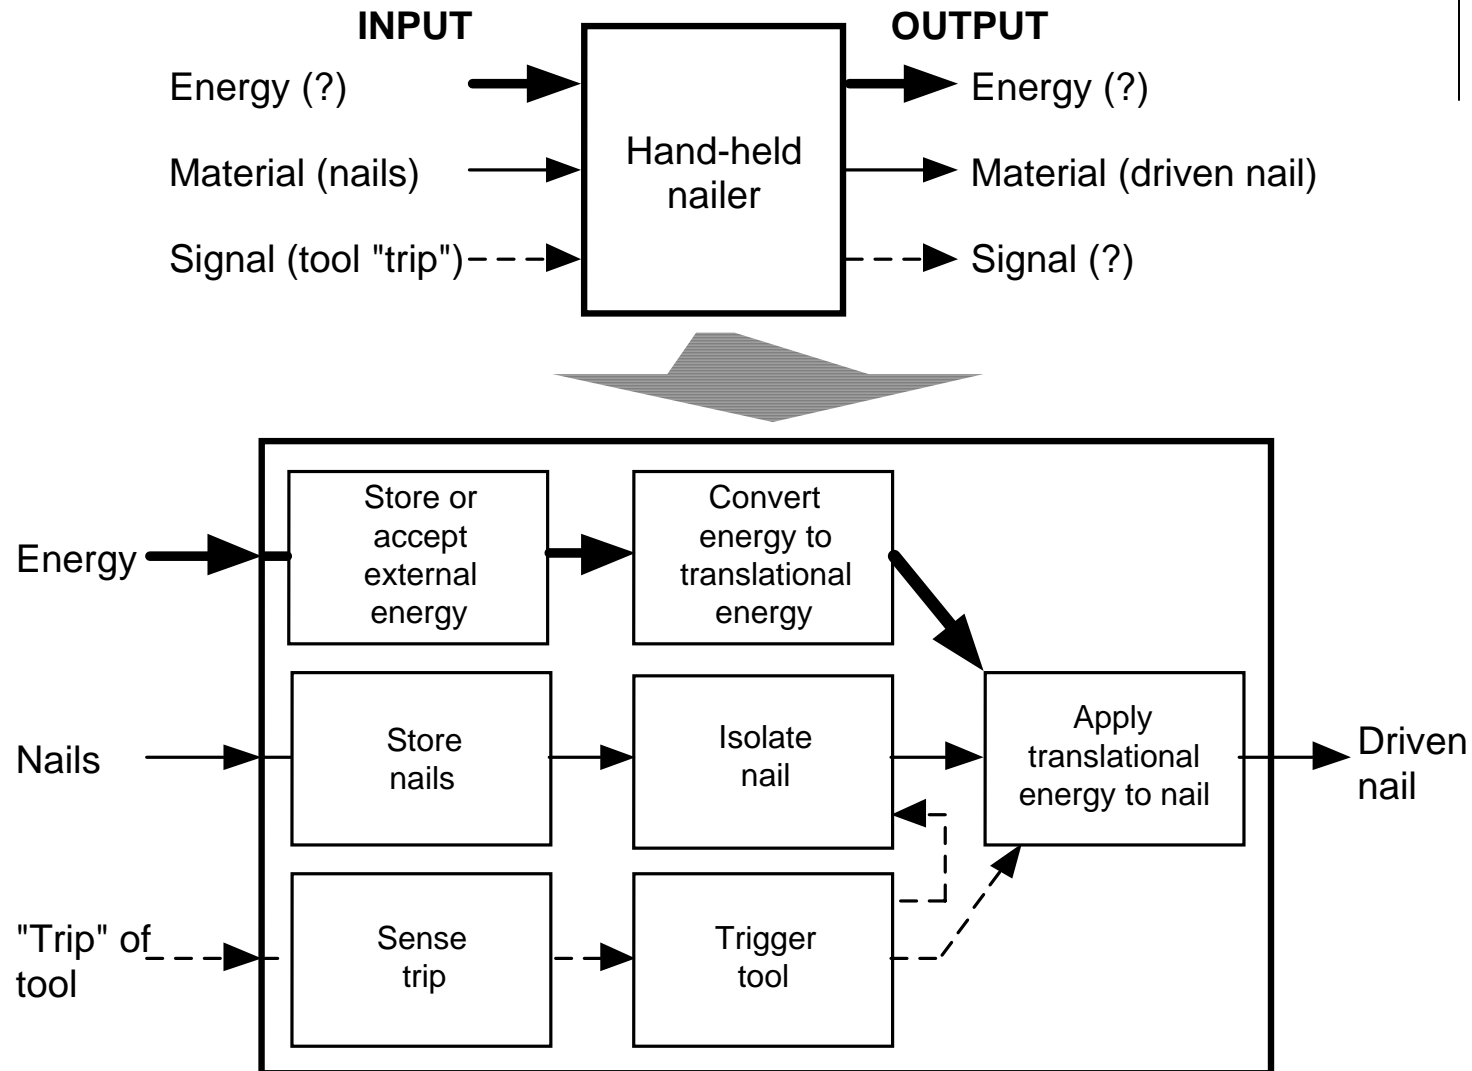 INPUT
OUTPUT
Energy (?)
Energy (?)
Hand-held
nailer
Material (nails)
Material (driven nail)
Signal (tool "trip")
Signal (?)
Energy
Store or
accept
external
energy
Convert
energy to
translational
energy
Nails
Store
nails
Isolate
nail
Apply
translational
energy to nail
Driven
nail
"Trip" of
tool
Sense
trip
Trigger
tool